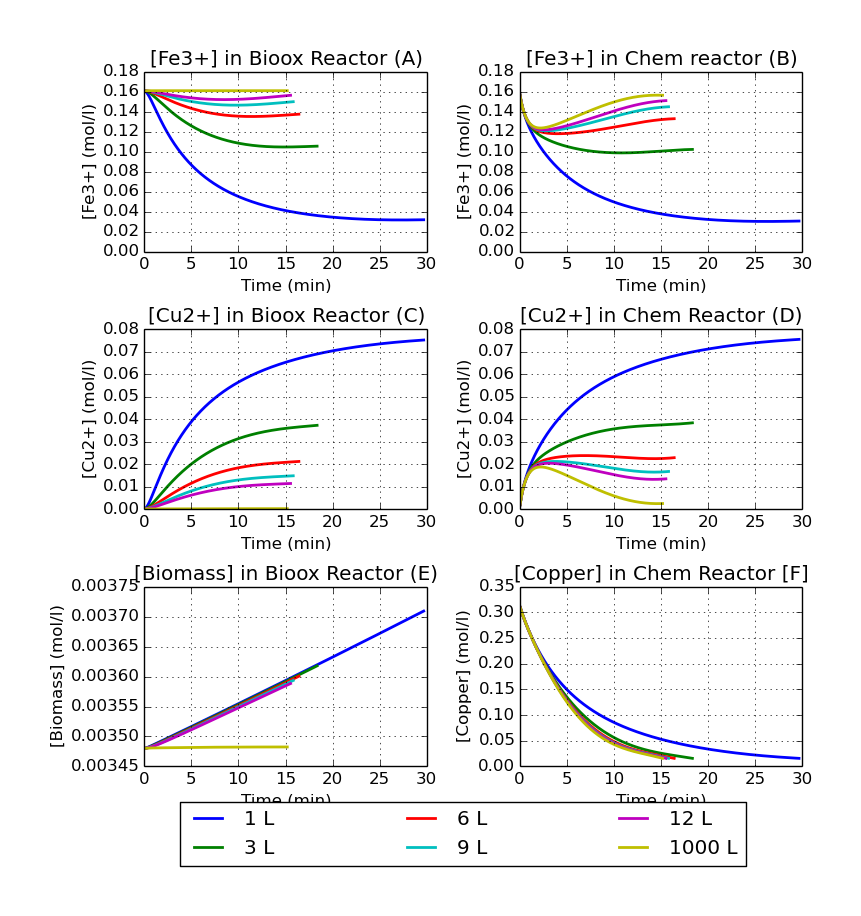 [Fe3+] in Bioox Reactor (A)
[Fe3+] (mol/l)
0.18
0.16
0.14
0.12
0.10
0.08
0.06
0.04
0.02
0.00
0 5 10 15 20 25 30
Time (min)
[Fe3+] in Chem reactor (B)
[Fe3+] (mol/l)
0.18
0.16
0.14
0.12
0.10
0.08
0.06
0.04
0.02
0.00
0 5 10 15 20 25 30
Time (min)
[Cu2+] in Bioox Reactor (C)
[Cu2+] (mol/l)
0.08
0.07
0.06
0.05
0.04
0.03
0.02
0.01
0.00
0 5 10 15 20 25 30
Time (min)
[Cu2+] in Chem Reactor (D)
[Cu2+] (mol/l)
0.08
0.07
0.06
0.05
0.04
0.03
0.02
0.01
0.00
0 5 10 15 20 25 30
Time (min)
[Biomass] in Bioox Reactor (E)
[Biomass] (mol/l)
0.00375
0.00370
0.00365
0.00360
0.00355
0.00350
0.00345
0 5 10 15 20 25 30
Time (min)
[Copper] in Chem Reactor [F]
[Copper] (mol/l)
0.35
0.30
0.25
0.20
0.15
0.10
0.05
0.00
0 5 10 15 20 25 30
Time (min)
1 L 6 L 12 L
3 L 9 L 1000 L